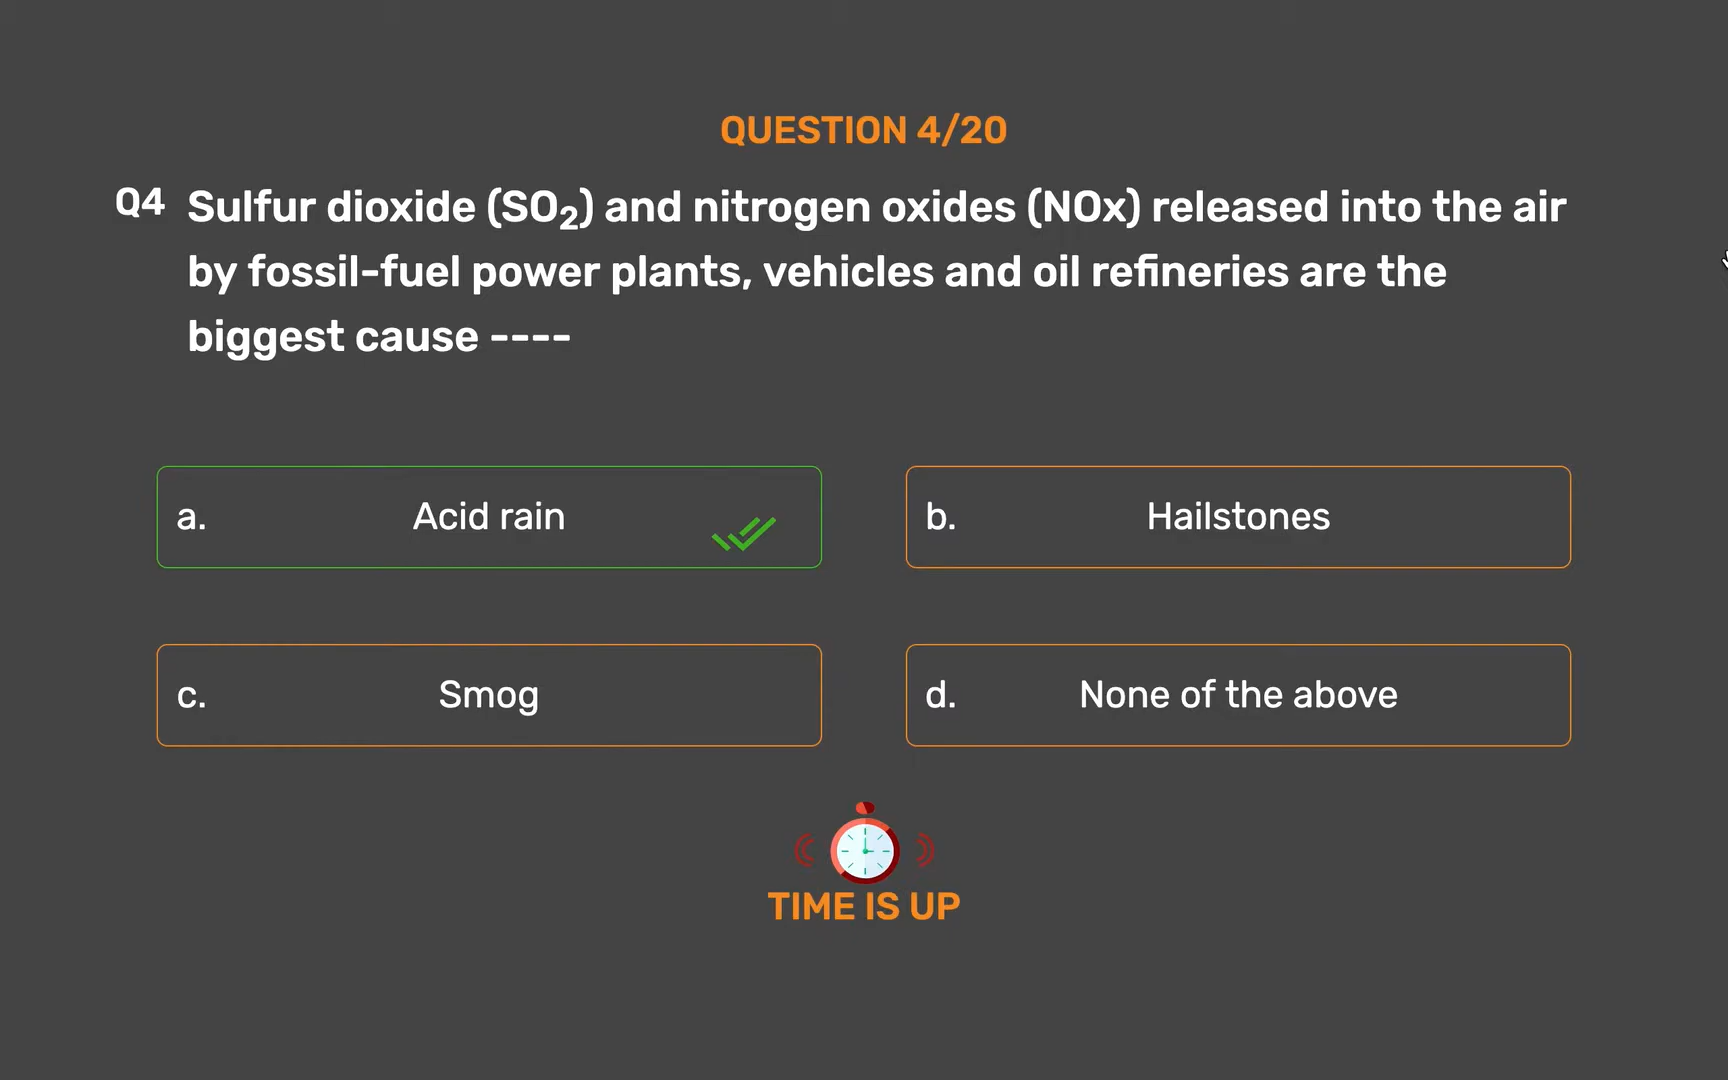 QUESTION 4/20
Q4 Sulfur dioxide (SO₂) and nitrogen oxides (NOx) released into the air
by fossil-fuel power plants, vehicles and oil refineries are the
biggest cause ----
a. Acid rain
b. Hailstones
c. Smog
d. None of the above
TIME IS UP